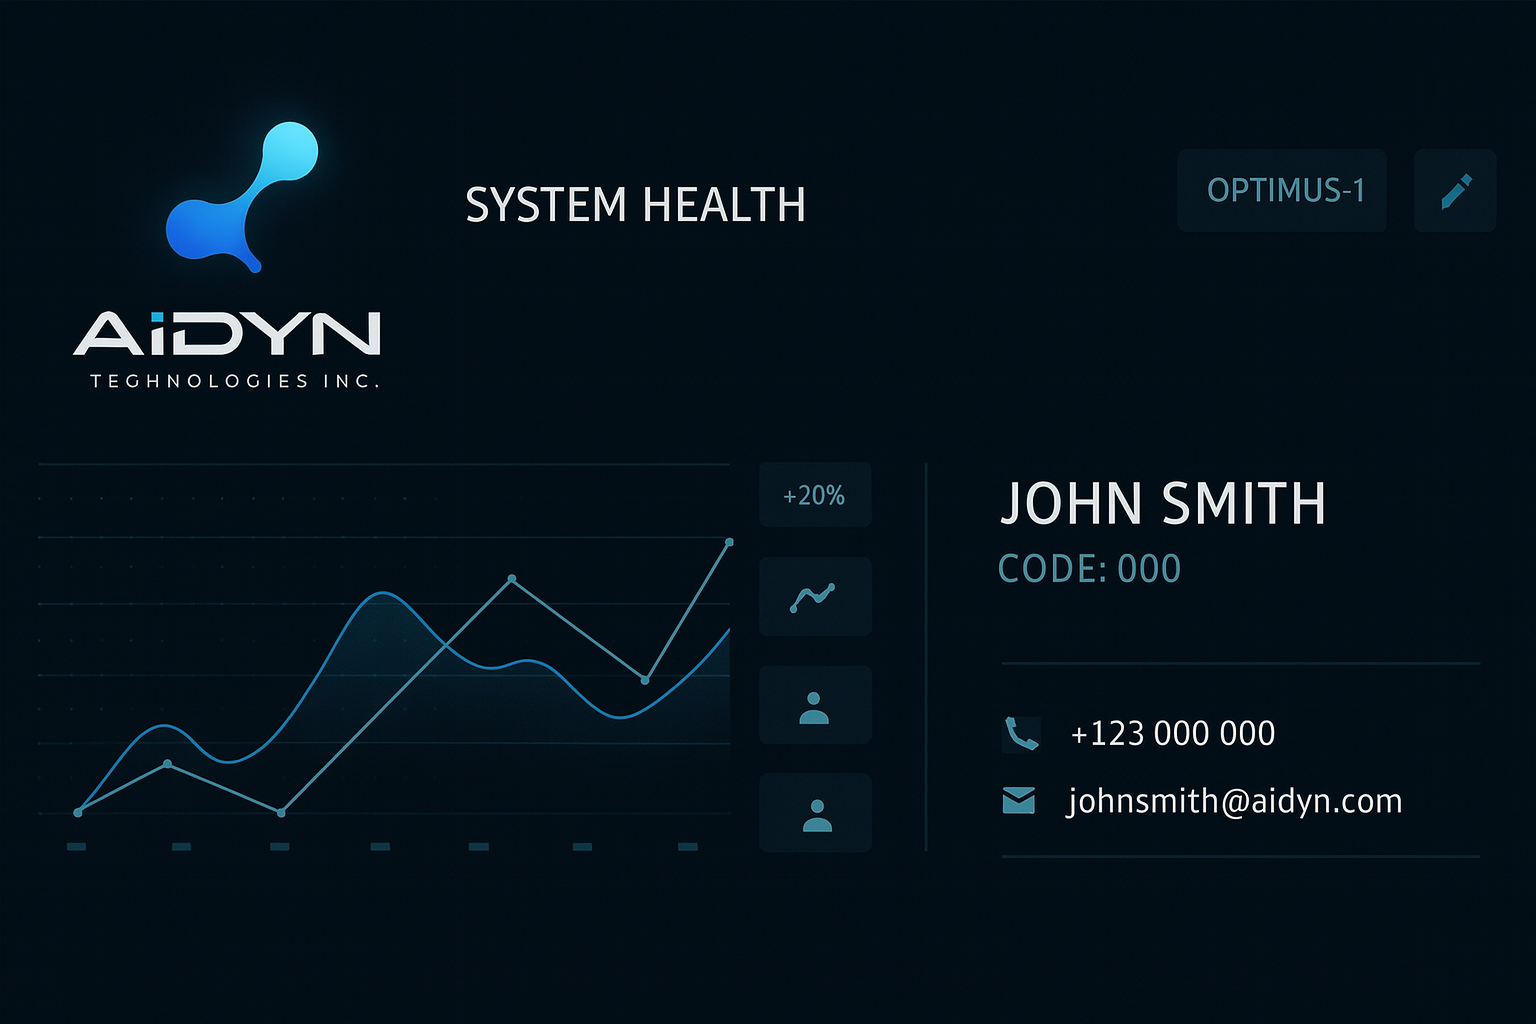 SYSTEM HEALTH
OPTIMUS-1
AiDYN
TECHNOLOGIES INC.
+20%
JOHN SMITH
CODE: 000
+123 000 000
johnsmith@aidyn.com